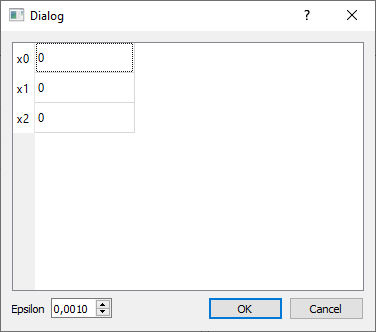 Dialog
?
x0 0
x1 0
x2 0
Epsilon 0,0010 OK Cancel